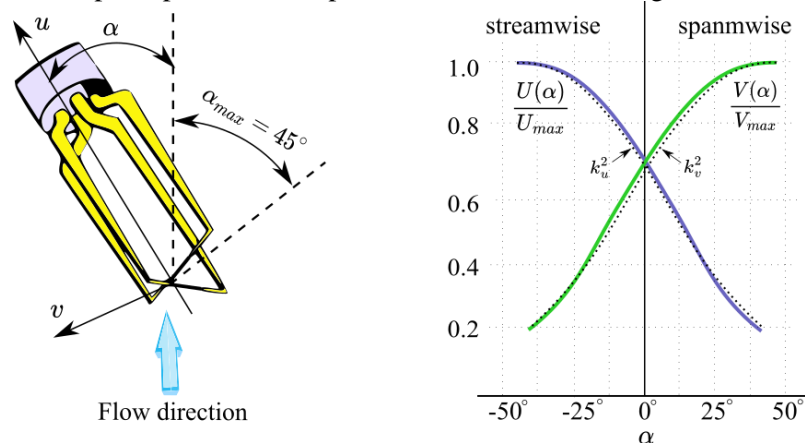 u
α
α_max = 45°
v
Flow direction
streamwise
spanmwise
1.0
0.8
0.6
0.4
0.2
U(α)
U_max
V(α)
V_max
k_u^2
k_v^2
-50° -25° 0° 25° 50°
α